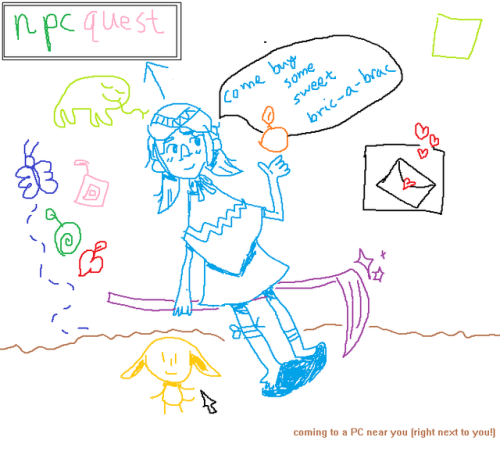 npc quest
come buy
some
sweet
bric-a-brac
coming to a PC near you (right next to you!)